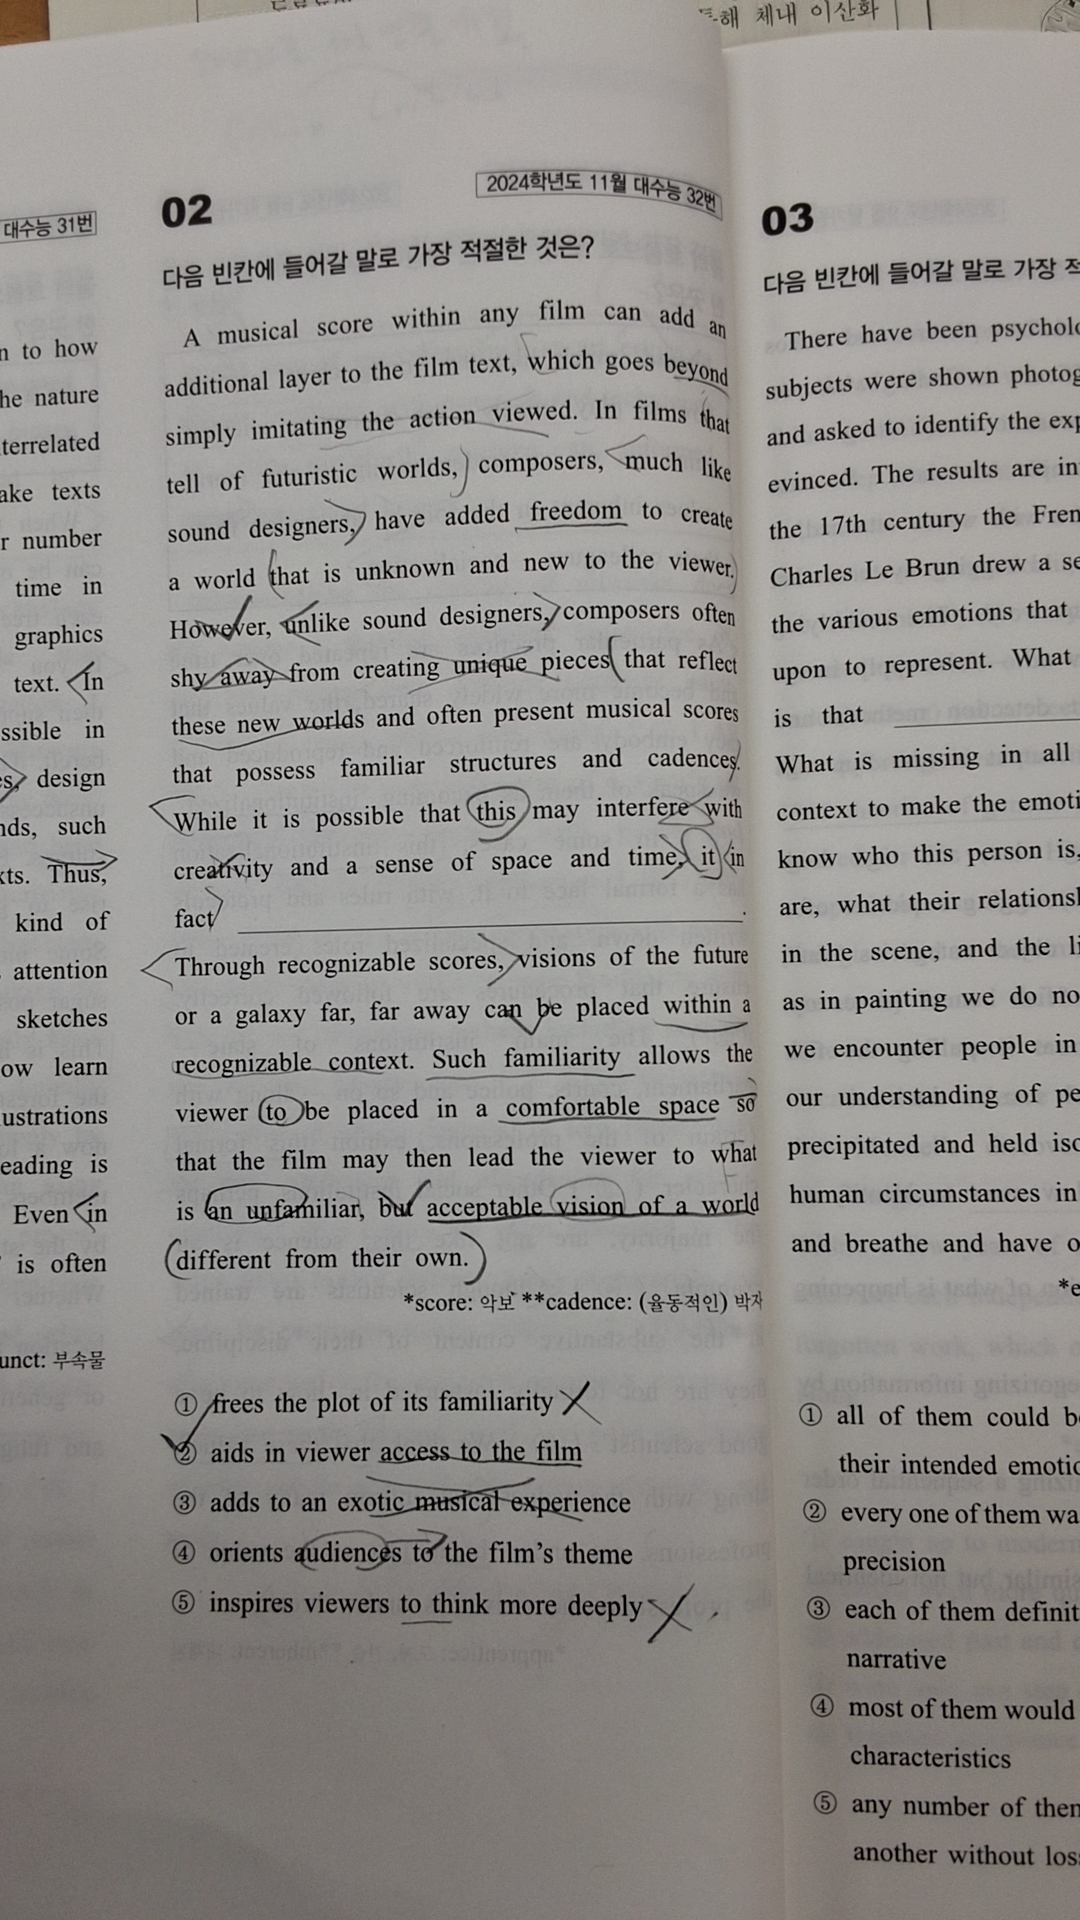 해 체내 이산화
대수능 31번
n to how
he nature
terrelated
ake texts
r number
time in
graphics
text. In
ssible in
s, design
nds, such
xts. Thus,
kind of
attention
sketches
ow learn
ustrations
eading is
Even in
is often
unct: 부속물
02
2024학년도 11월 대수능 32번
다음 빈칸에 들어갈 말로 가장 적절한 것은?
A musical score within any film can add an
additional layer to the film text, which goes beyond
simply imitating the action viewed. In films that
tell of futuristic worlds, composers, much like
sound designers, have added freedom to create
a world that is unknown and new to the viewer.
However, unlike sound designers, composers often
shy away from creating unique pieces that reflect
these new worlds and often present musical scores
that possess familiar structures and cadences.
While it is possible that this may interfere with
creativity and a sense of space and time, it in
fact ____________________.
Through recognizable scores, visions of the future
or a galaxy far, far away can be placed within a
recognizable context. Such familiarity allows the
viewer to be placed in a comfortable space so
that the film may then lead the viewer to what
is an unfamiliar, but acceptable vision of a world
different from their own.
*score: 악보 **cadence: (율동적인) 박자
① frees the plot of its familiarity
② aids in viewer access to the film
③ adds to an exotic musical experience
④ orients audiences to the film's theme
⑤ inspires viewers to think more deeply
03
다음 빈칸에 들어갈 말로 가장 적
There have been psycholo
subjects were shown photog
and asked to identify the exp
evinced. The results are in
the 17th century the Fren
Charles Le Brun drew a se
the various emotions that
upon to represent. What
is that ________
What is missing in all
context to make the emoti
know who this person is,
are, what their relationsh
in the scene, and the li
as in painting we do no
we encounter people in
our understanding of pe
precipitated and held iso
human circumstances in
and breathe and have o
*e
① all of them could be
their intended emotio
② every one of them wa
precision
③ each of them definit
narrative
④ most of them would
characteristics
⑤ any number of them
another without loss